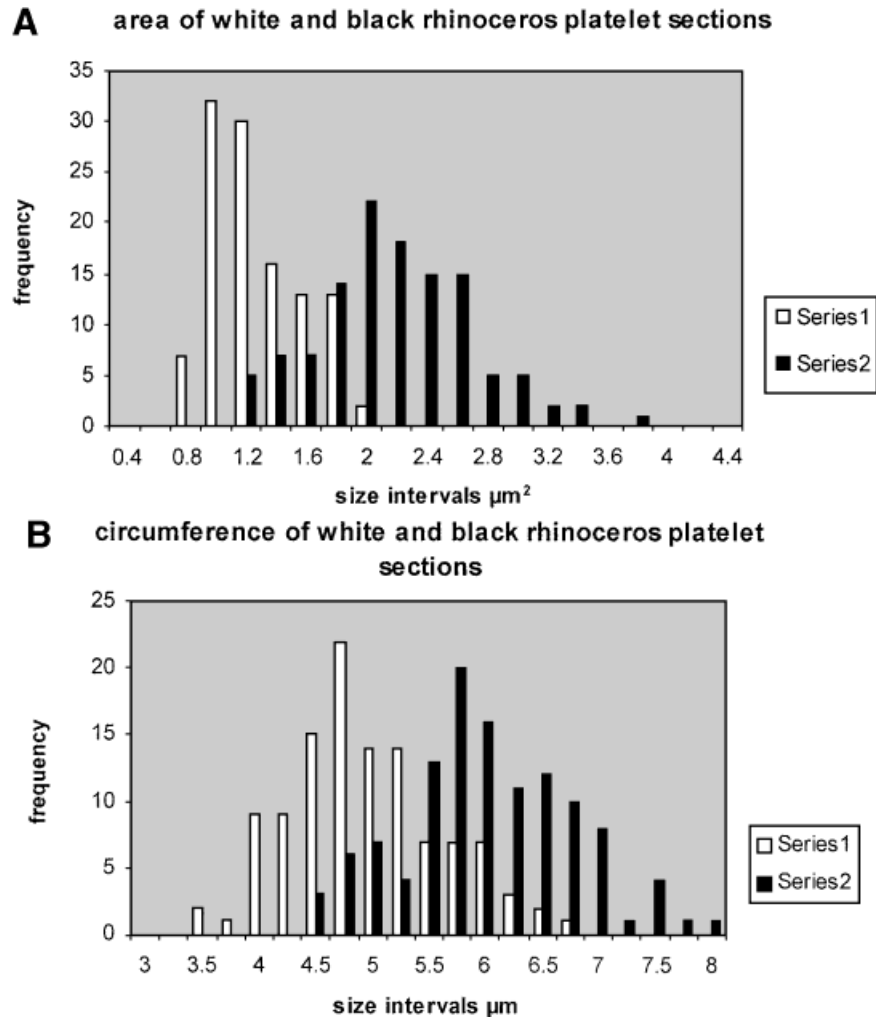 A
area of white and black rhinoceros platelet sections
35
30
25
20
15
10
5
0
frequency
0.4 0.8 1.2 1.6 2 2.4 2.8 3.2 3.6 4 4.4
size intervals µm²
Series1
Series2
B
circumference of white and black rhinoceros platelet
sections
25
20
15
10
5
0
frequency
3 3.5 4 4.5 5 5.5 6 6.5 7 7.5 8
size intervals µm
Series1
Series2